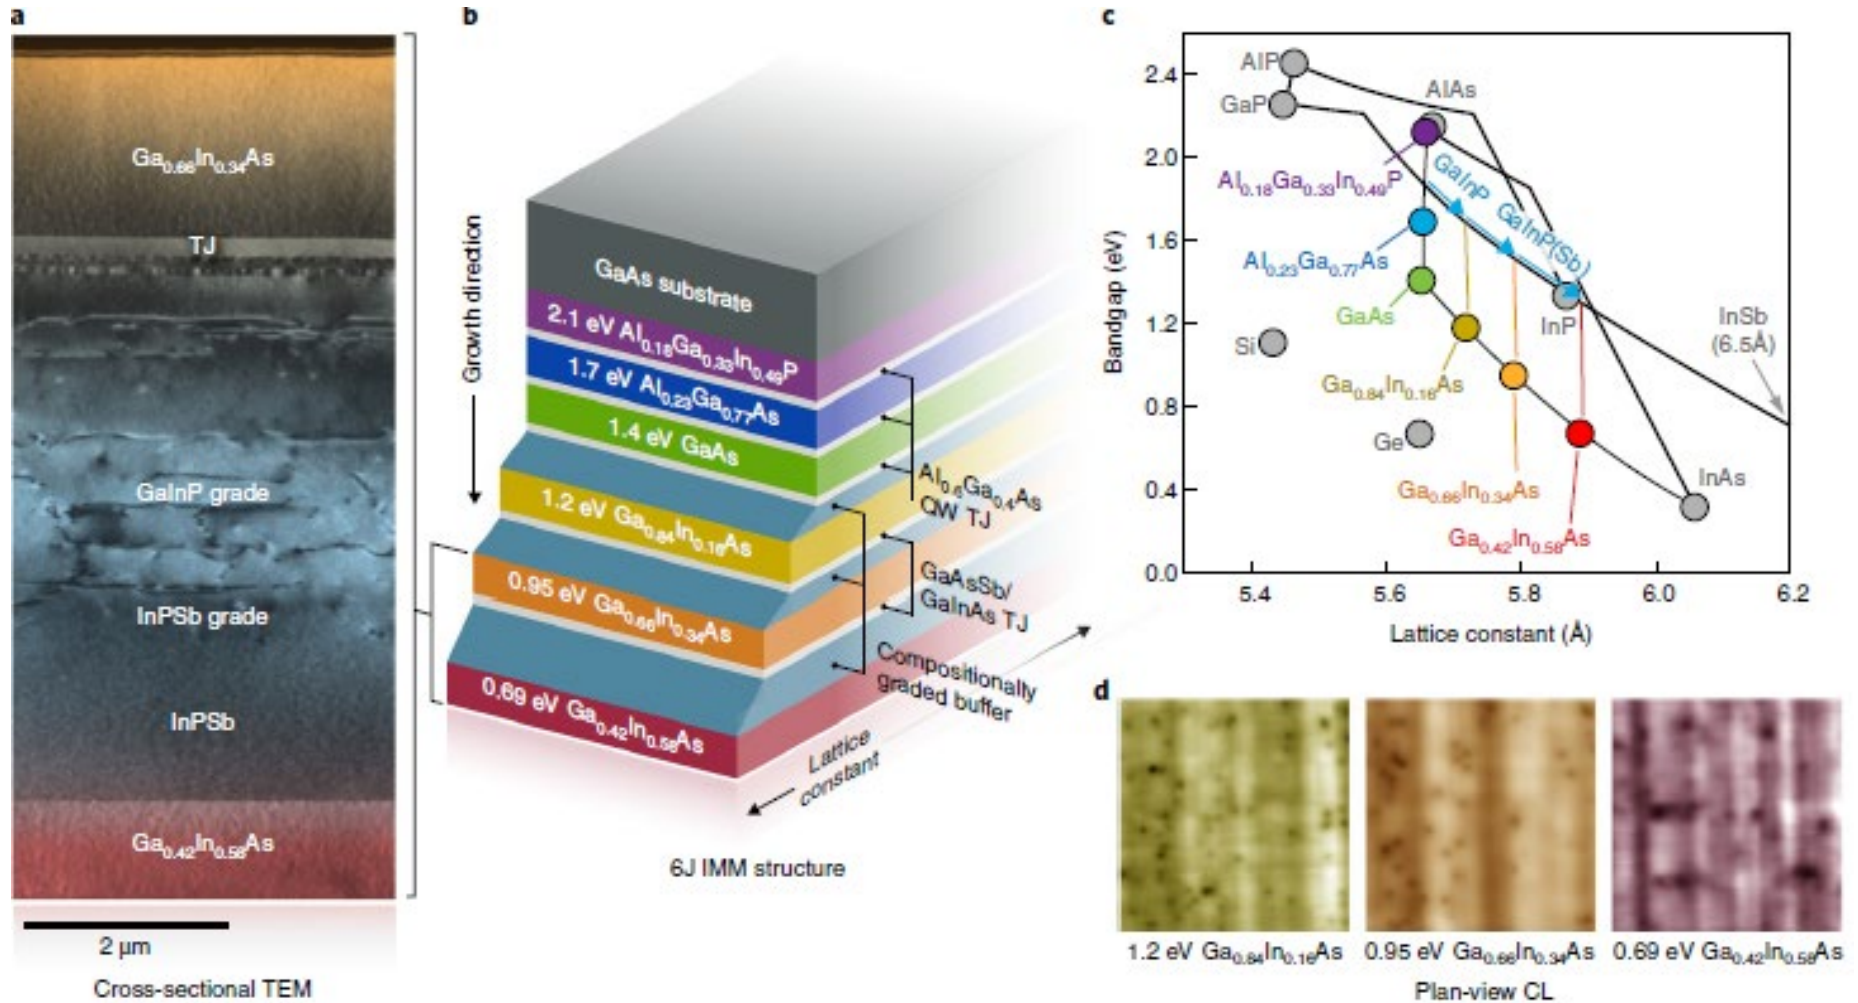 a
Ga₀.₆₆In₀.₃₄As
TJ
GaInP grade
InPSb grade
InPSb
Ga₀.₄₂In₀.₅₈As
2 μm
Cross-sectional TEM
b
Growth direction
GaAs substrate
2.1 eV Al₀.₁₈Ga₀.₃₃In₀.₄₉P
1.7 eV Al₀.₂₃Ga₀.₇₇As
1.4 eV GaAs
1.2 eV Ga₀.₈₄In₀.₁₆As
0.95 eV Ga₀.₆₆In₀.₃₄As
0.69 eV Ga₀.₄₂In₀.₅₈As
Al₀.₆Ga₀.₄As
QW TJ
GaAsSb/
GaInAs TJ
Compositionally
graded buffer
Lattice
constant
6J IMM structure
c
Bandgap (eV)
2.4
2.0
1.6
1.2
0.8
0.4
0.0
AlP
GaP
AlAs
Al₀.₁₈Ga₀.₃₃In₀.₄₉P
GaInP
GaInP(Sb)
Al₀.₂₃Ga₀.₇₇As
GaAs
InP
InSb
(6.5Å)
Si
Ga₀.₈₄In₀.₁₆As
Ge
InAs
Ga₀.₆₆In₀.₃₄As
Ga₀.₄₂In₀.₅₈As
5.4
5.6
5.8
6.0
6.2
Lattice constant (Å)
d
1.2 eV Ga₀.₈₄In₀.₁₆As
0.95 eV Ga₀.₆₆In₀.₃₄As
0.69 eV Ga₀.₄₂In₀.₅₈As
Plan-view CL